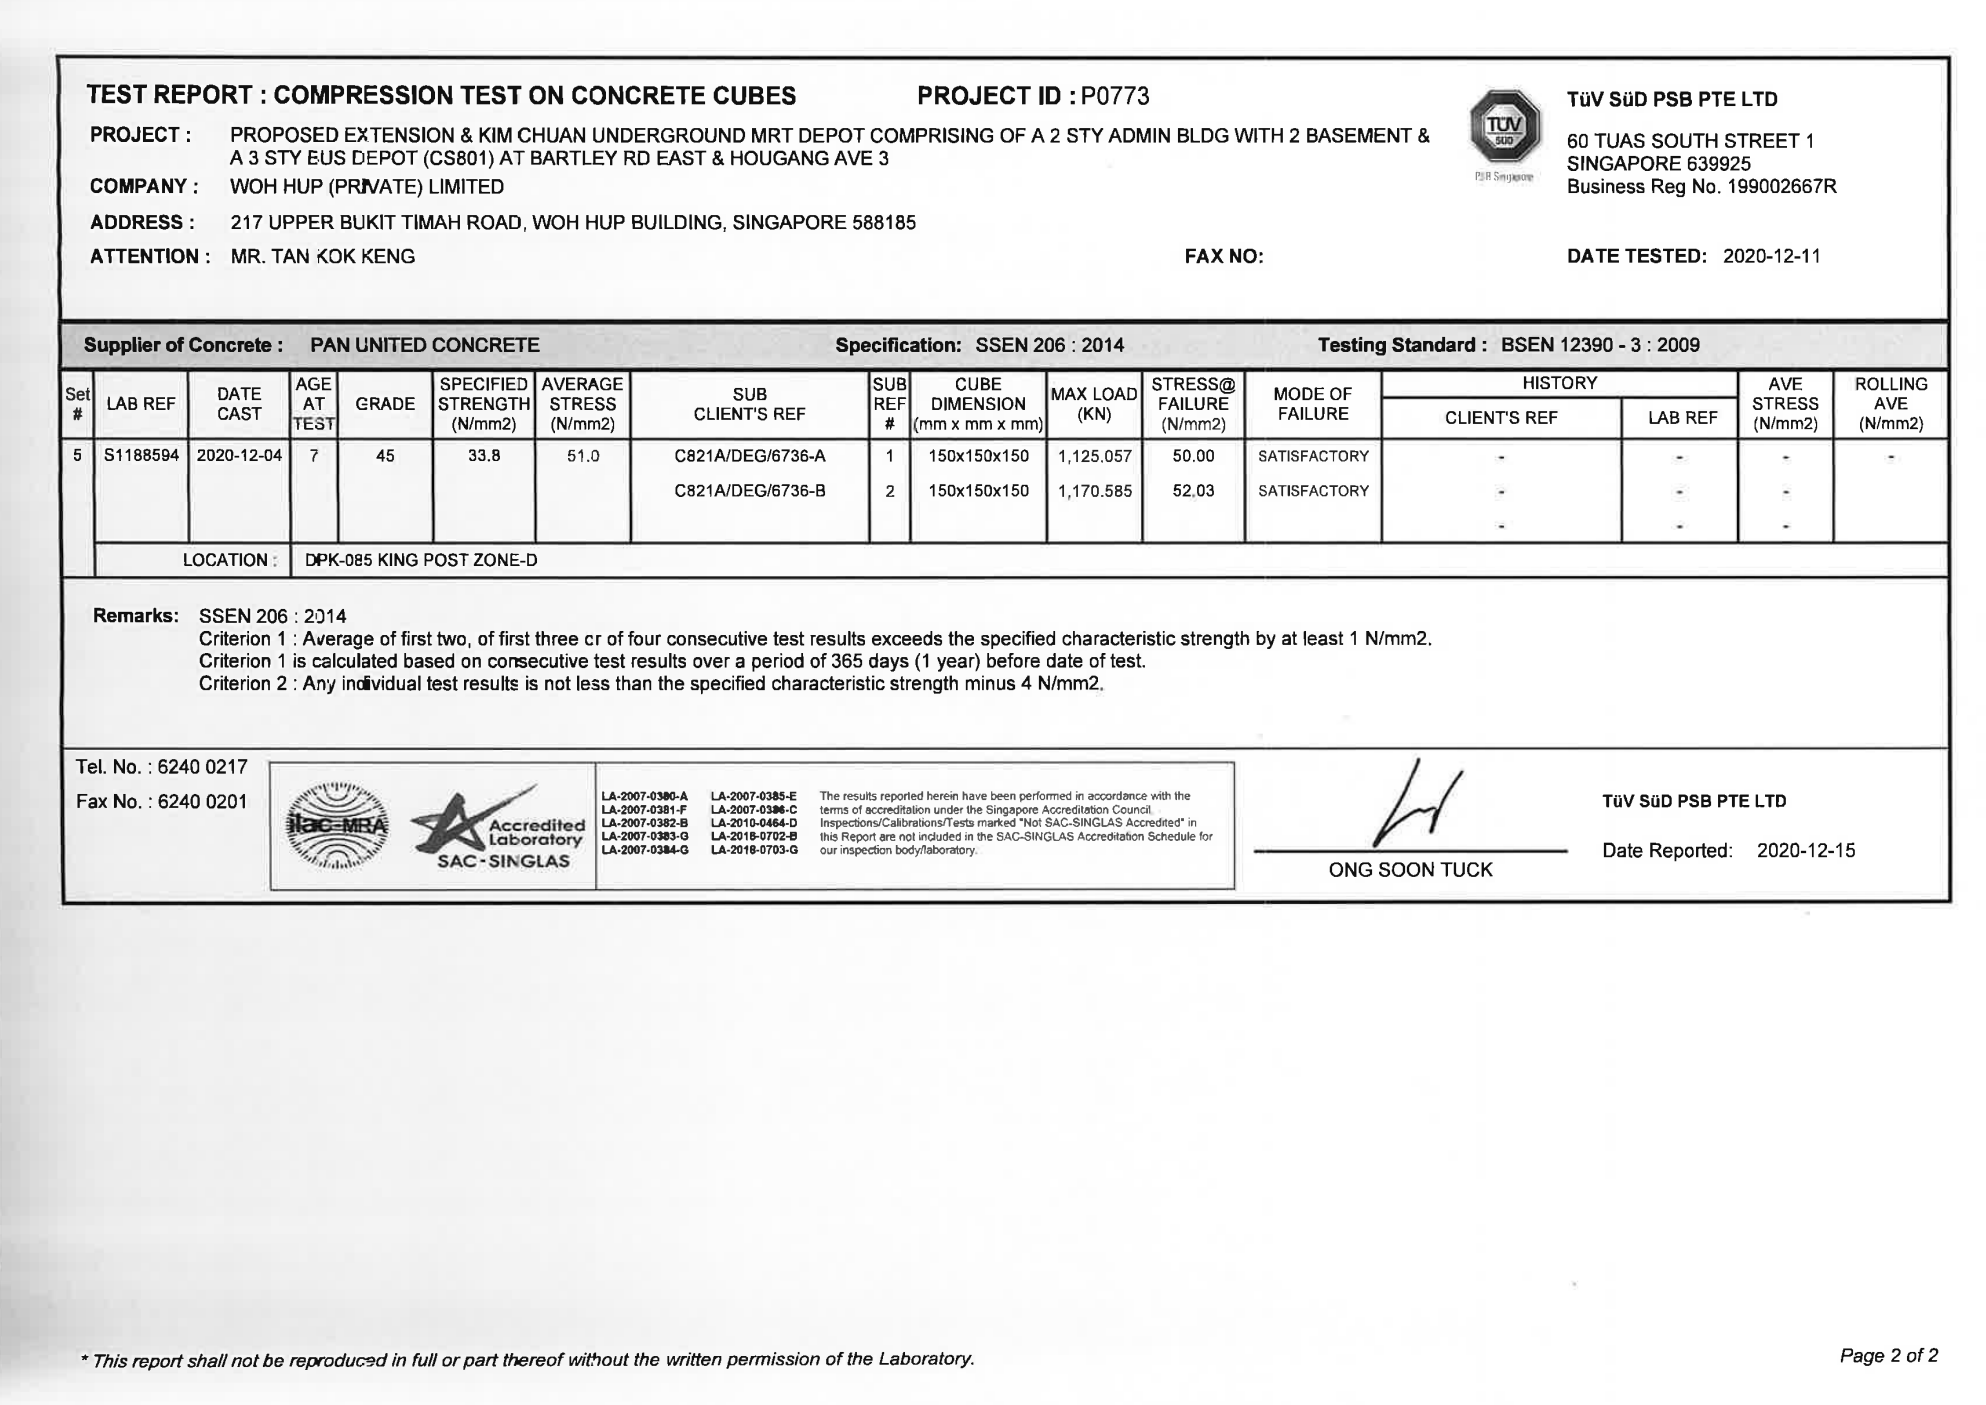 TEST REPORT : COMPRESSION TEST ON CONCRETE CUBES PROJECT ID : P0773
PROJECT : PROPOSED EXTENSION & KIM CHUAN UNDERGROUND MRT DEPOT COMPRISING OF A 2 STY ADMIN BLDG WITH 2 BASEMENT &
A 3 STY BUS DEPOT (CS801) AT BARTLEY RD EAST & HOUGANG AVE 3
COMPANY : WOH HUP (PRIVATE) LIMITED
ADDRESS : 217 UPPER BUKIT TIMAH ROAD, WOH HUP BUILDING, SINGAPORE 588185
ATTENTION : MR. TAN KOK KENG FAX NO:
TÜV
SÜD
PSB Singapore
TüV SüD PSB PTE LTD
60 TUAS SOUTH STREET 1
SINGAPORE 639925
Business Reg No. 199002667R
DATE TESTED: 2020-12-11
Supplier of Concrete : PAN UNITED CONCRETE Specification: SSEN 206 : 2014 Testing Standard : BSEN 12390 - 3 : 2009
Set # LAB REF DATE CAST AGE AT TEST GRADE SPECIFIED STRENGTH (N/mm2) AVERAGE STRESS (N/mm2) SUB CLIENT'S REF SUB REF # CUBE DIMENSION (mm x mm x mm) MAX LOAD (KN) STRESS@ FAILURE (N/mm2) MODE OF FAILURE HISTORY CLIENT'S REF LAB REF AVE STRESS (N/mm2) ROLLING AVE (N/mm2)
5 S1188594 2020-12-04 7 45 33.8 51.0 C821A/DEG/6736-A 1 150x150x150 1,125.057 50.00 SATISFACTORY - - - -
C821A/DEG/6736-B 2 150x150x150 1,170.585 52.03 SATISFACTORY - - -
- - -
LOCATION : DPK-085 KING POST ZONE-D
Remarks: SSEN 206 : 2014
Criterion 1 : Average of first two, of first three or of four consecutive test results exceeds the specified characteristic strength by at least 1 N/mm2.
Criterion 1 is calculated based on consecutive test results over a period of 365 days (1 year) before date of test.
Criterion 2 : Any individual test results is not less than the specified characteristic strength minus 4 N/mm2.
Tel. No. : 6240 0217
Fax No. : 6240 0201
ilac-MRA
Accredited
Laboratory
SAC-SINGLAS
LA-2007-0380-A LA-2007-0385-E
LA-2007-0381-F LA-2007-0386-C
LA-2007-0382-B LA-2010-0464-D
LA-2007-0383-G LA-2018-0702-B
LA-2007-0384-G LA-2018-0703-G
The results reported herein have been performed in accordance with the
terms of accreditation under the Singapore Accreditation Council.
Inspections/Calibrations/Tests marked "Not SAC-SINGLAS Accredited" in
this Report are not included in the SAC-SINGLAS Accreditation Schedule for
our inspection body/laboratory.
ONG SOON TUCK
TüV SüD PSB PTE LTD
Date Reported: 2020-12-15
* This report shall not be reproduced in full or part thereof without the written permission of the Laboratory.
Page 2 of 2